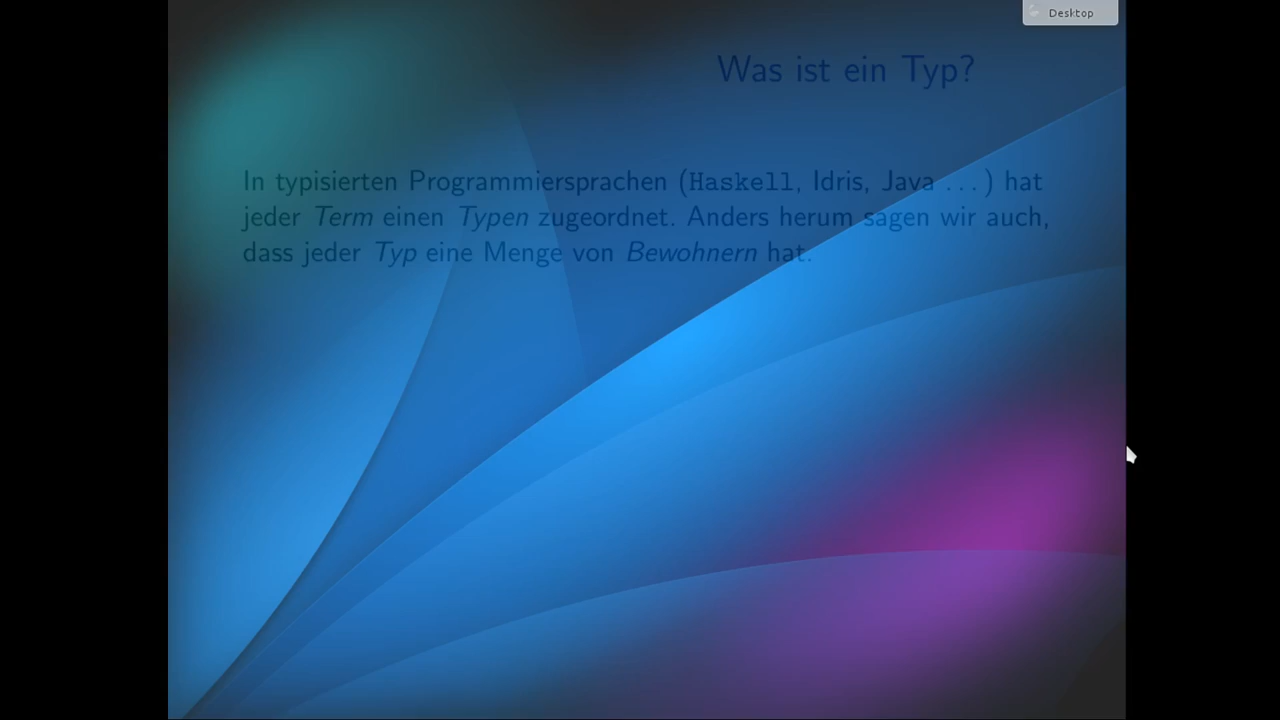 Desktop
Was ist ein Typ?
In typisierten Programmiersprachen (Haskell, Idris, Java ...) hat
jeder Term einen Typen zugeordnet. Anders herum sagen wir auch,
dass jeder Typ eine Menge von Bewohnern hat.